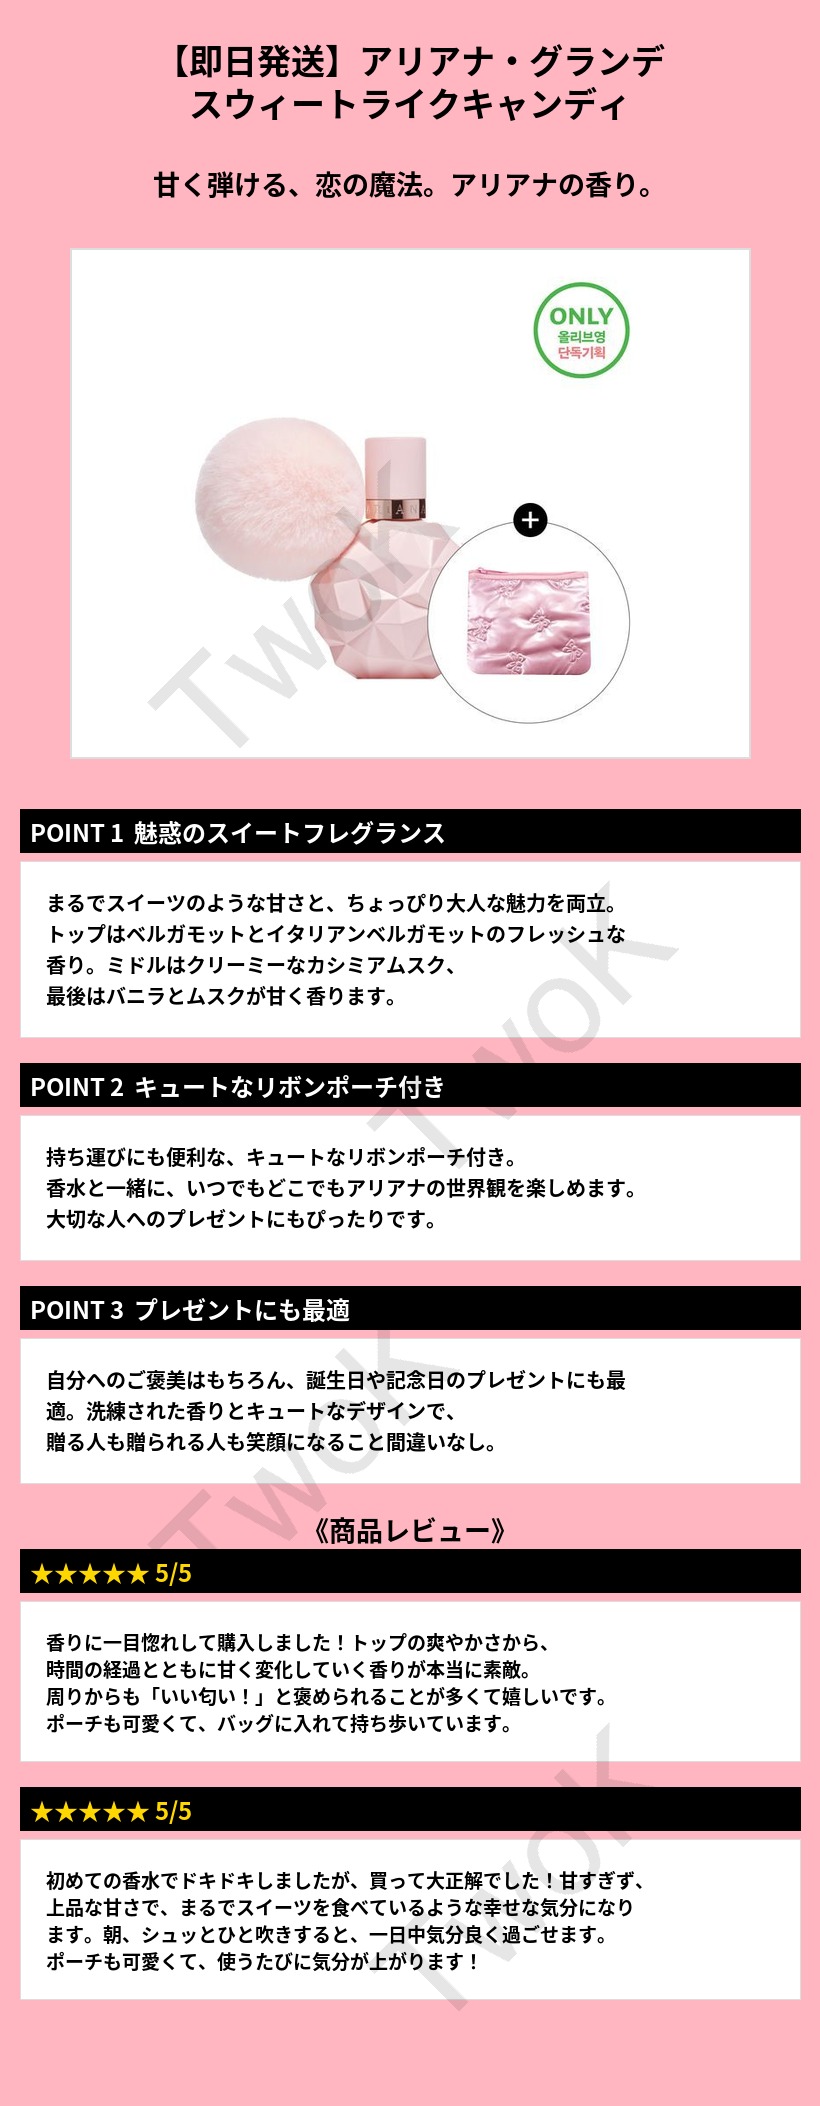 【即日発送】アリアナ・グランデ
スウィートライクキャンディ
甘く弾ける、恋の魔法。アリアナの香り。
ONLY
올리브영
단독기획
ARIANA
+
TwoK
POINT 1 魅惑のスイートフレグランス
まるでスイーツのような甘さと、ちょっぴり大人な魅力を両立。
トップはベルガモットとイタリアンベルガモットのフレッシュな
香り。ミドルはクリーミーなカシミアムスク、
最後はバニラとムスクが甘く香ります。
TwoK
POINT 2 キュートなリボンポーチ付き
持ち運びにも便利な、キュートなリボンポーチ付き。
香水と一緒に、いつでもどこでもアリアナの世界観を楽しめます。
大切な人へのプレゼントにもぴったりです。
POINT 3 プレゼントにも最適
自分へのご褒美はもちろん、誕生日や記念日のプレゼントにも最
適。洗練された香りとキュートなデザインで、
贈る人も贈られる人も笑顔になること間違いなし。
TwoK
《商品レビュー》
★★★★★ 5/5
香りに一目惚れして購入しました！トップの爽やかさから、
時間の経過とともに甘く変化していく香りが本当に素敵。
周りからも「いい匂い！」と褒められることが多くて嬉しいです。
ポーチも可愛くて、バッグに入れて持ち歩いています。
★★★★★ 5/5
初めての香水でドキドキしましたが、買って大正解でした！甘すぎず、
上品な甘さで、まるでスイーツを食べているような幸せな気分になり
ます。朝、シュッとひと吹きすると、一日中気分良く過ごせます。
ポーチも可愛くて、使うたびに気分が上がります！
TwoK